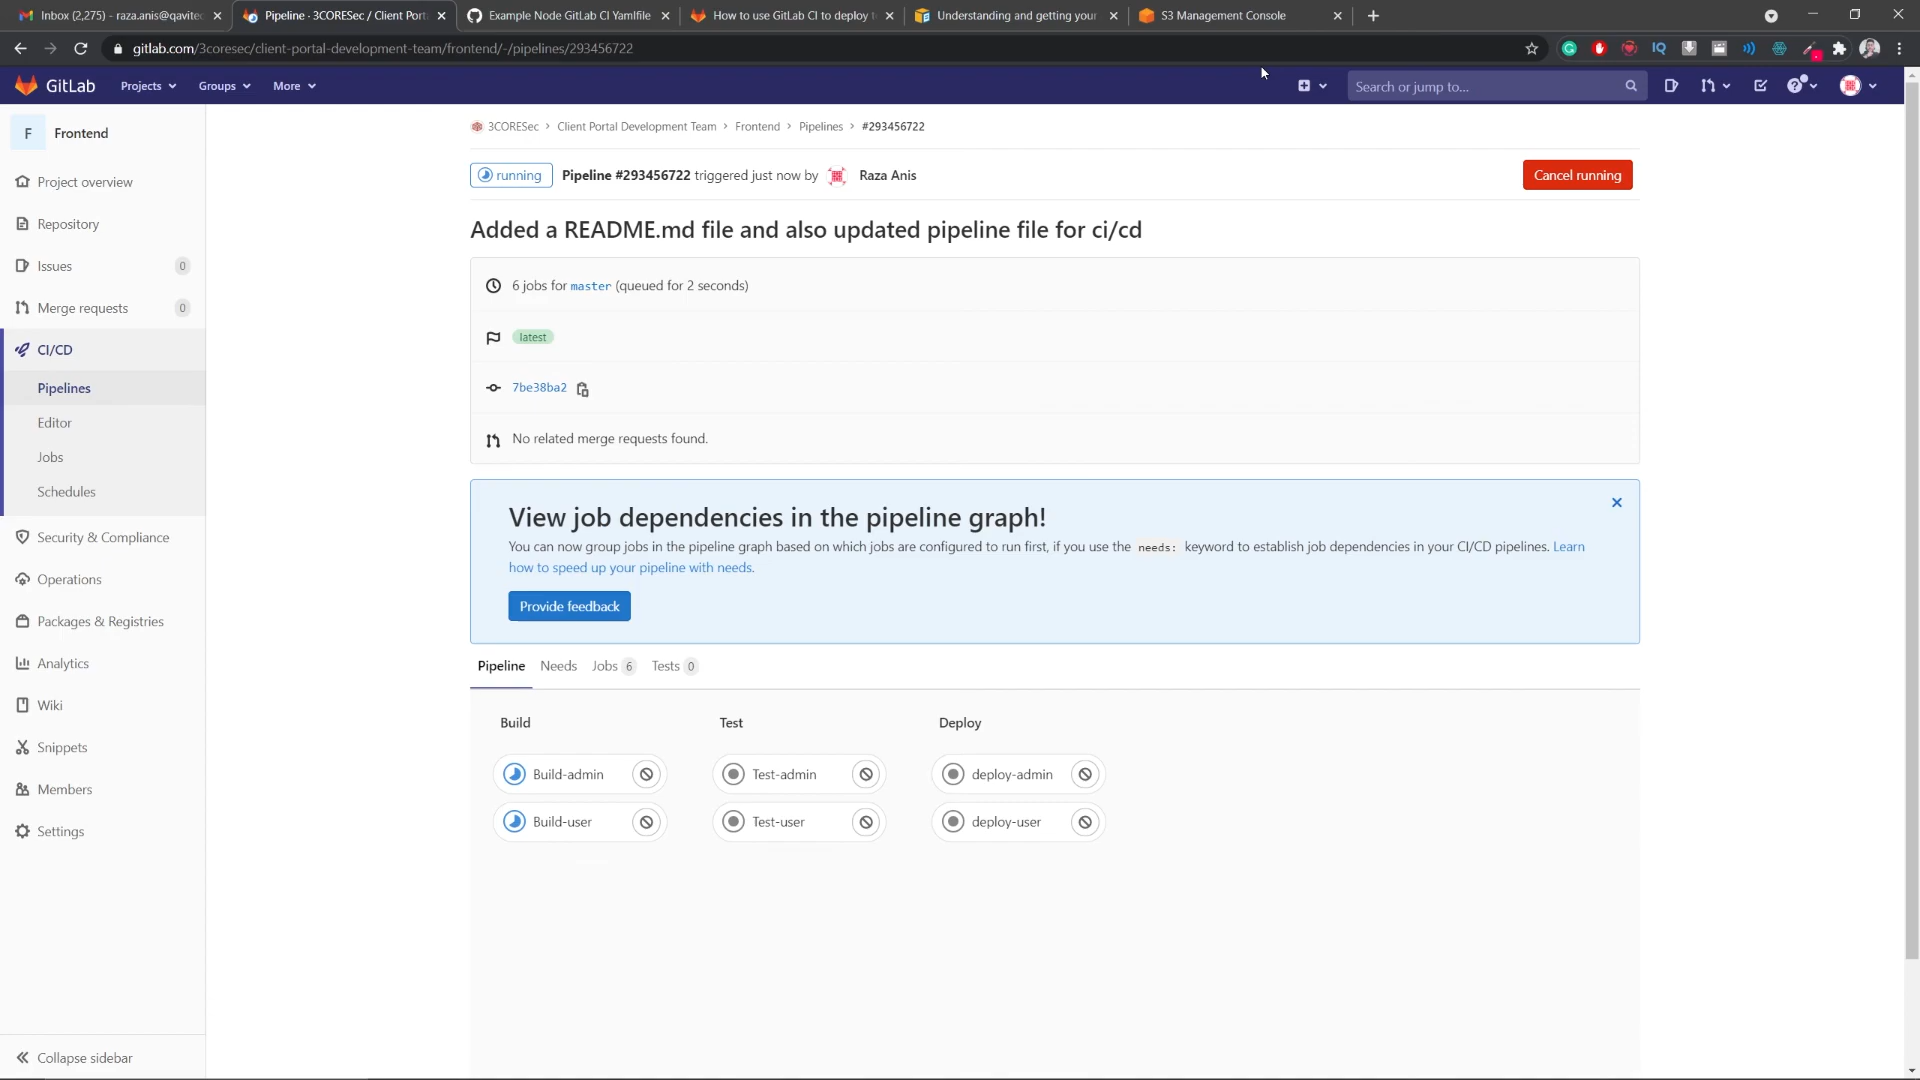 Inbox (2,275) - raza.anis@qavitec
Pipeline · 3CORESec / Client Port
Example Node GitLab CI Yamlfile
How to use GitLab CI to deploy t
Understanding and getting your
S3 Management Console
gitlab.com/3coresec/client-portal-development-team/frontend/-/pipelines/293456722
IQ
GitLab
Projects
Groups
More
Search or jump to...
F Frontend
Project overview
Repository
Issues 0
Merge requests 0
CI/CD
Pipelines
Editor
Jobs
Schedules
Security & Compliance
Operations
Packages & Registries
Analytics
Wiki
Snippets
Members
Settings
Collapse sidebar
3CORESec > Client Portal Development Team > Frontend > Pipelines > #293456722
running Pipeline #293456722 triggered just now by Raza Anis
Cancel running
Added a README.md file and also updated pipeline file for ci/cd
6 jobs for master (queued for 2 seconds)
latest
7be38ba2
No related merge requests found.
View job dependencies in the pipeline graph!
You can now group jobs in the pipeline graph based on which jobs are configured to run first, if you use the needs: keyword to establish job dependencies in your CI/CD pipelines. Learn
how to speed up your pipeline with needs.
Provide feedback
Pipeline Needs Jobs 6 Tests 0
Build Test Deploy
Build-admin Test-admin deploy-admin
Build-user Test-user deploy-user